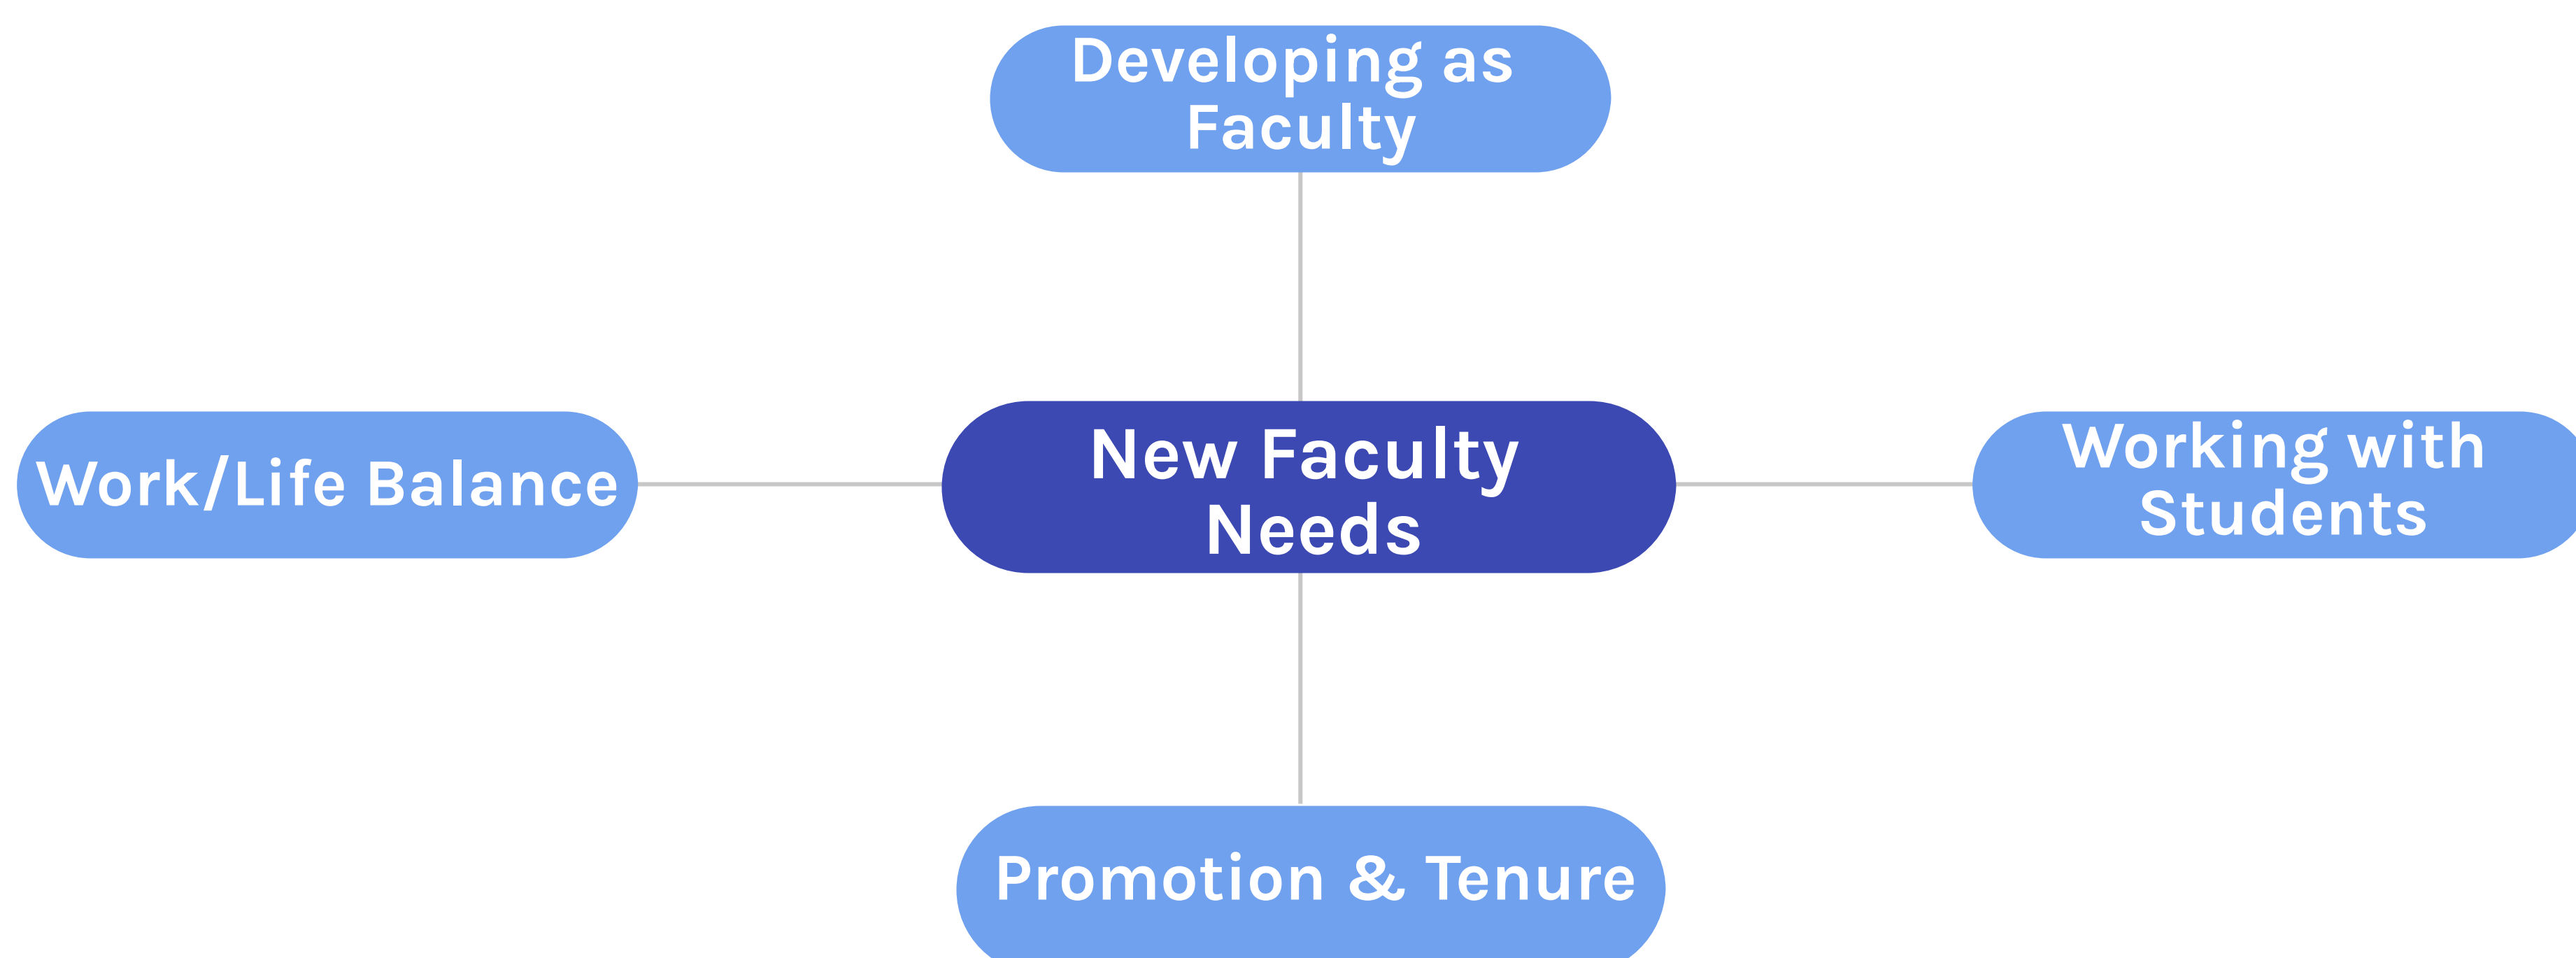 Developing as
Faculty
Work/Life Balance
New Faculty
Needs
Working with
Students
Promotion & Tenure